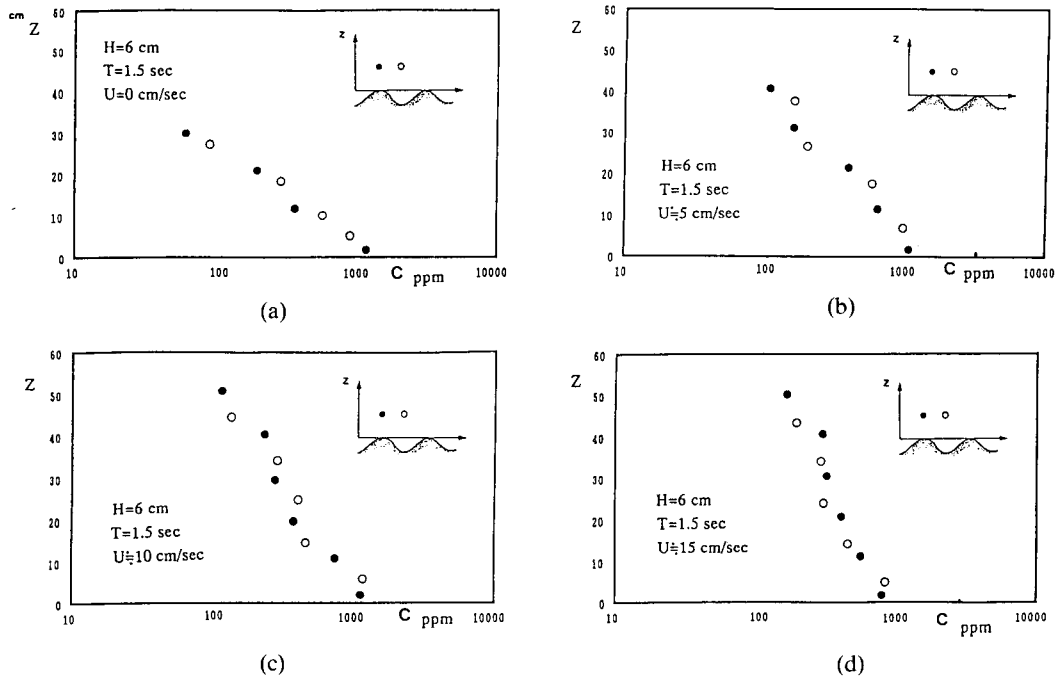 cm
Z
60
50
40
30
20
10
0
H=6 cm
T=1.5 sec
U=0 cm/sec
z
10
100
1000
C ppm
10000
(a)
Z
60
50
40
30
20
10
0
H=6 cm
T=1.5 sec
U≒5 cm/sec
z
10
100
1000
C ppm
10000
(b)
Z
60
50
40
30
20
10
0
H=6 cm
T=1.5 sec
U≒10 cm/sec
z
10
100
1000
C ppm
10000
(c)
Z
60
50
40
30
20
10
0
H=6 cm
T=1.5 sec
U≒15 cm/sec
z
10
100
1000
C ppm
10000
(d)